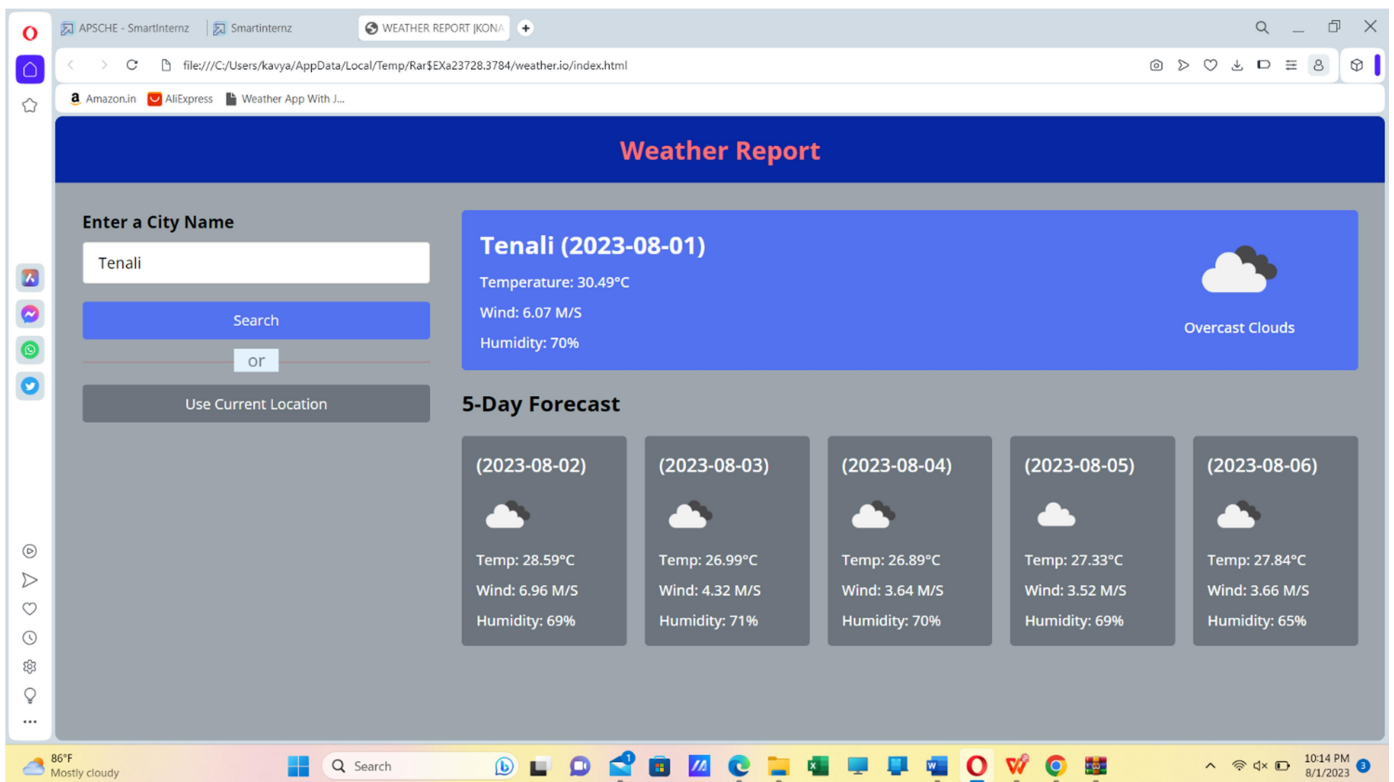 APSCHE - SmartInternz
Smartinternz
WEATHER REPORT |KONA
file:///C:/Users/kavya/AppData/Local/Temp/Rar$EXa23728.3784/weather.io/index.html
Amazon.in
AliExpress
Weather App With J...
Weather Report
Enter a City Name
Tenali
Search
or
Use Current Location
Tenali (2023-08-01)
Temperature: 30.49°C
Wind: 6.07 M/S
Humidity: 70%
Overcast Clouds
5-Day Forecast
(2023-08-02)
Temp: 28.59°C
Wind: 6.96 M/S
Humidity: 69%
(2023-08-03)
Temp: 26.99°C
Wind: 4.32 M/S
Humidity: 71%
(2023-08-04)
Temp: 26.89°C
Wind: 3.64 M/S
Humidity: 70%
(2023-08-05)
Temp: 27.33°C
Wind: 3.52 M/S
Humidity: 69%
(2023-08-06)
Temp: 27.84°C
Wind: 3.66 M/S
Humidity: 65%
86°F
Mostly cloudy
Search
1
10:14 PM
8/1/2023
3